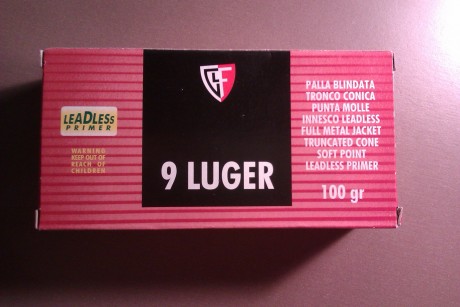 LEADLESS
PRIMER
WARNING
KEEP OUT OF
REACH OF
CHILDREN
GFL
9 LUGER
PALLA BLINDATA
TRONCO CONICA
PUNTA MOLLE
INNESCO LEADLESS
FULL METAL JACKET
TRUNCATED CONE
SOFT POINT
LEADLESS PRIMER
100 gr